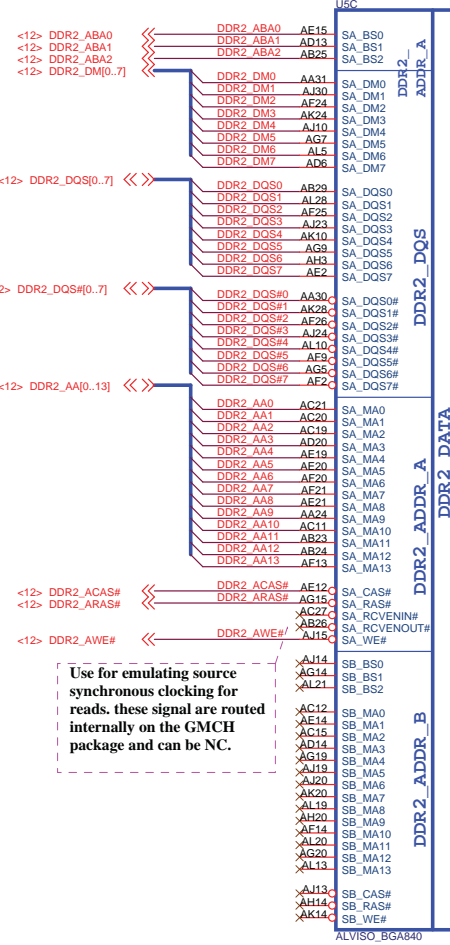 U5C
<12> DDR2_ABA0 DDR2_ABA0 AE15 SA_BS0
<12> DDR2_ABA1 DDR2_ABA1 AD13 SA_BS1
<12> DDR2_ABA2 DDR2_ABA2 AB25 SA_BS2
<12> DDR2_DM[0..7]
DDR2_
ADDR_A
DDR2_DM0 AA31 SA_DM0
DDR2_DM1 AJ30 SA_DM1
DDR2_DM2 AF24 SA_DM2
DDR2_DM3 AK24 SA_DM3
DDR2_DM4 AJ10 SA_DM4
DDR2_DM5 AG7 SA_DM5
DDR2_DM6 AL5 SA_DM6
DDR2_DM7 AD6 SA_DM7
<12> DDR2_DQS[0..7]
DDR2_DQS0 AB29 SA_DQS0
DDR2_DQS1 AL28 SA_DQS1
DDR2_DQS2 AF25 SA_DQS2
DDR2_DQS3 AJ23 SA_DQS3
DDR2_DQS4 AK10 SA_DQS4
DDR2_DQS5 AG9 SA_DQS5
DDR2_DQS6 AH3 SA_DQS6
DDR2_DQS7 AE2 SA_DQS7
DDR2_DQS
2> DDR2_DQS#[0..7]
DDR2_DQS#0 AA30 SA_DQS0#
DDR2_DQS#1 AK28 SA_DQS1#
DDR2_DQS#2 AF26 SA_DQS2#
DDR2_DQS#3 AJ24 SA_DQS3#
DDR2_DQS#4 AL10 SA_DQS4#
DDR2_DQS#5 AF9 SA_DQS5#
DDR2_DQS#6 AG5 SA_DQS6#
DDR2_DQS#7 AF2 SA_DQS7#
<12> DDR2_AA[0..13]
DDR2_AA0 AC21 SA_MA0
DDR2_AA1 AC20 SA_MA1
DDR2_AA2 AC19 SA_MA2
DDR2_AA3 AD20 SA_MA3
DDR2_AA4 AE19 SA_MA4
DDR2_AA5 AE20 SA_MA5
DDR2_AA6 AF20 SA_MA6
DDR2_AA7 AF21 SA_MA7
DDR2_AA8 AE21 SA_MA8
DDR2_AA9 AA24 SA_MA9
DDR2_AA10 AC11 SA_MA10
DDR2_AA11 AB23 SA_MA11
DDR2_AA12 AB24 SA_MA12
DDR2_AA13 AF13 SA_MA13
DDR2_ADDR_A
DDR2 DATA
<12> DDR2_ACAS# DDR2_ACAS# AE12 SA_CAS#
<12> DDR2_ARAS# DDR2_ARAS# AG15 SA_RAS#
AC27 SA_RCVENIN#
AB26 SA_RCVENOUT#
<12> DDR2_AWE# DDR2_AWE# AJ15 SA_WE#
Use for emulating source
synchronous clocking for
reads. these signal are routed
internally on the GMCH
package and can be NC.
AJ14 SB_BS0
AG14 SB_BS1
AL21 SB_BS2
AC12 SB_MA0
AE14 SB_MA1
AC15 SB_MA2
AD14 SB_MA3
AG19 SB_MA4
AJ19 SB_MA5
AJ20 SB_MA6
AK20 SB_MA7
AL19 SB_MA8
AH20 SB_MA9
AF14 SB_MA10
AL20 SB_MA11
AG20 SB_MA12
AL13 SB_MA13
DDR2_ADDR_B
AJ13 SB_CAS#
AH14 SB_RAS#
AK14 SB_WE#
ALVISO_BGA840